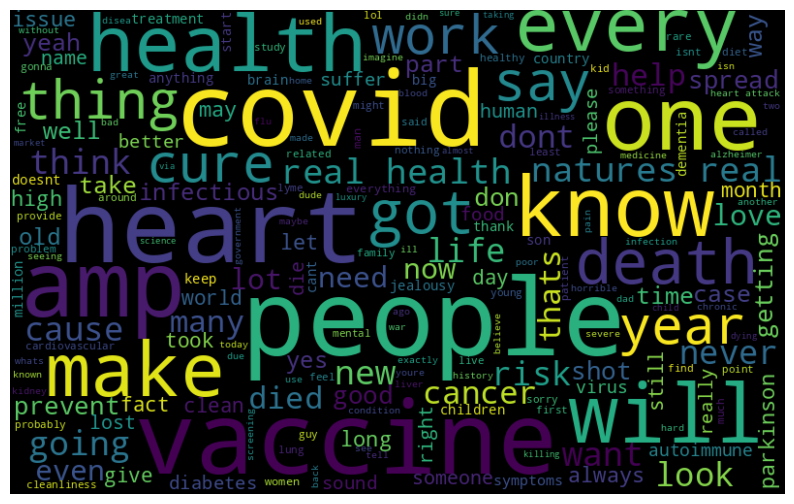 disea
treatment
used
lol
didn
sure
taking
without
health
work
every
rare
issue
gonna
start
study
imagine
healthy
country
isnt
diet
isn
way
yeah
name
great
anything
brain
home
suffer
part
big
say
help
kid
something
heart attack
spread
thing
covid
one
free
bad
may
blood
might
said
human
please
two
called
well
better
flu
made
man
nothing
almost
dont
least
illness
medicine
dementia
alzheimer
market
via
cure
related
think
real health
natures real
doesnt
around
take
infectious
lyme
everything
dude
luxury
maybe
government
got
don
know
month
another
high
provide
food
thank
son
pain
love
old
science
let
family
ill
life
infection
problem
seeing
heart
cant
need
now
day
poor
patient
death
getting
million
amp
keep
lot
die
world
jealousy
young
horrible
dad
time
case
child
chronic
thats
cause
many
ago
mental
war
people
believe
severe
year
dying
cardiovascular
today
took
yes
new
exactly
live
never
whats
known
kidney
due
make
use
feel
youre
history
risk
shot
find
point
still
really
parkinson
prevent
fact
clean
good
condition
liver
cancer
virus
children
sorry
first
will
hard
much
probably
lost
guy
screening
lung
long
right
killing
going
vaccine
see
tell
back
want
autoimmune
even
give
diabetes
women
sound
someone
symptoms
always
look
cleanliness
died